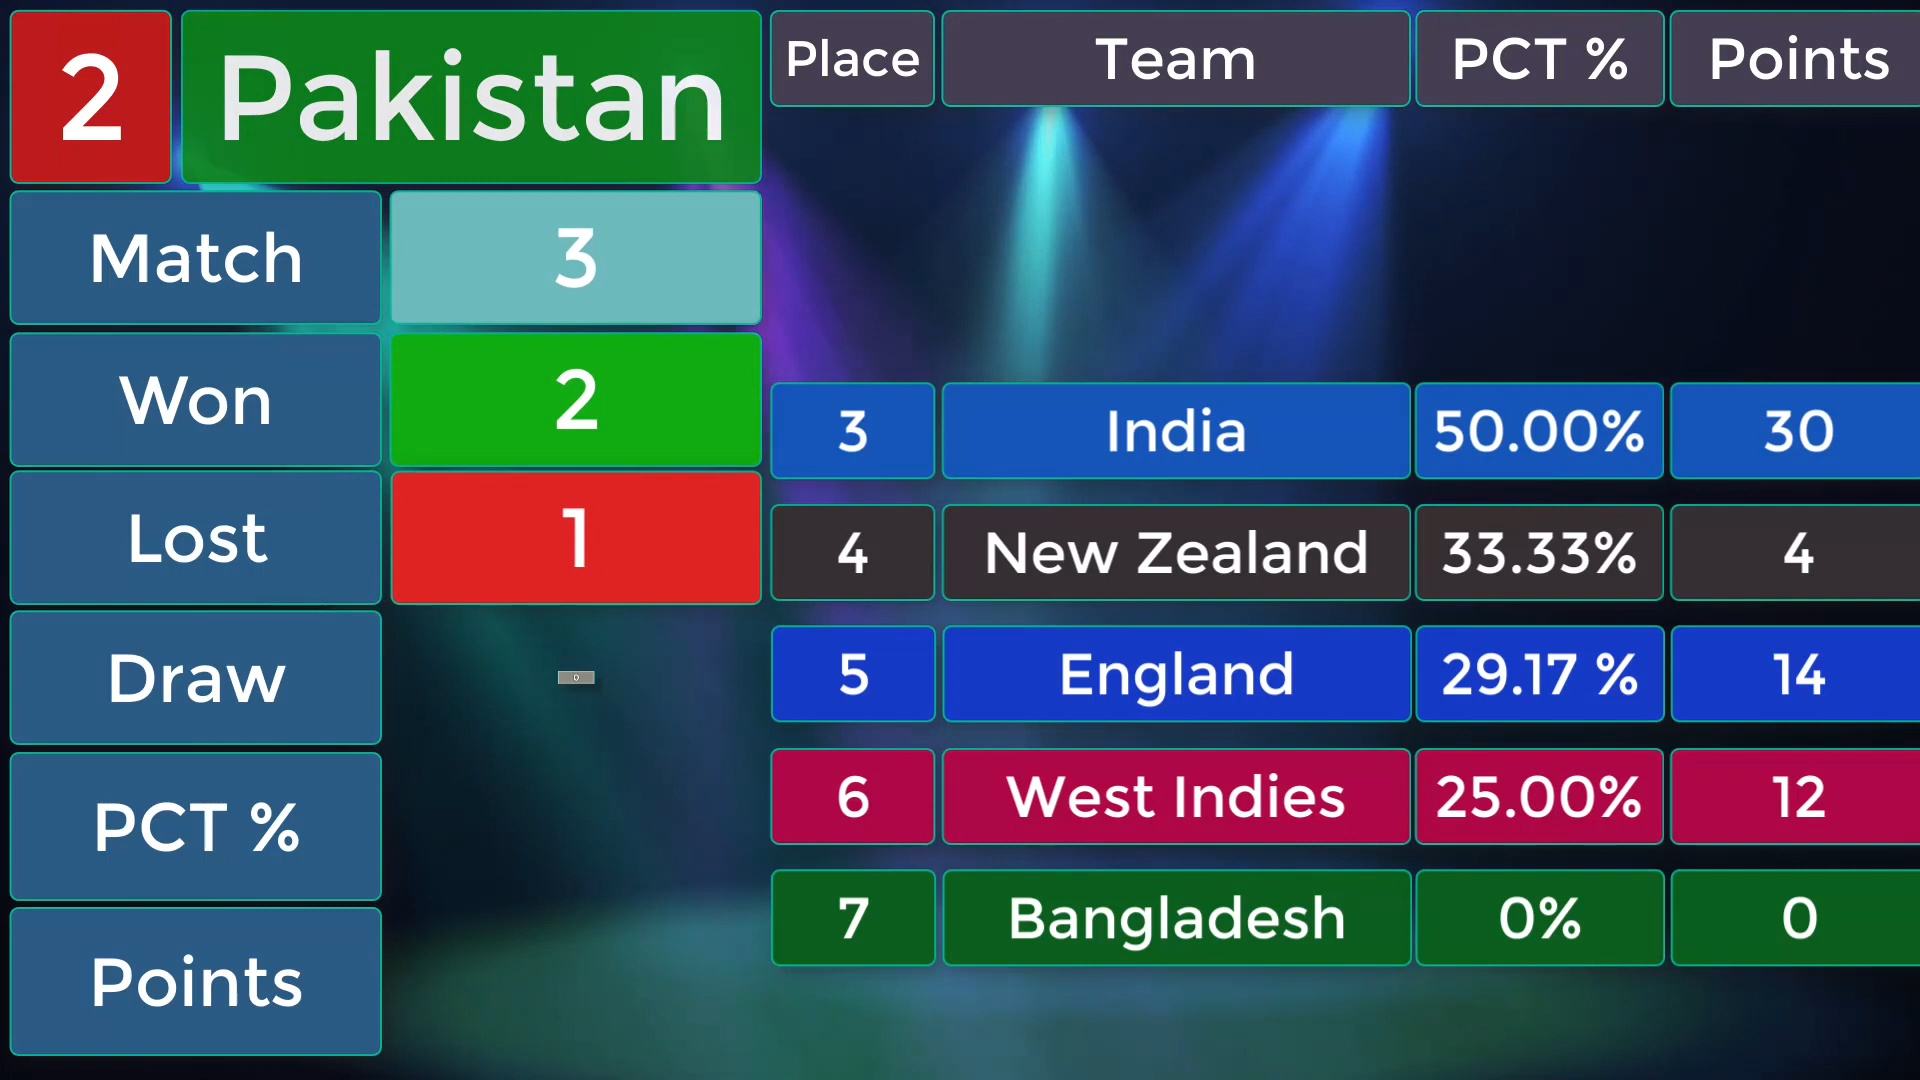 2 Pakistan
Match 3
Won 2
Lost 1
Draw 0
PCT %
Points
Place Team PCT % Points
3 India 50.00% 30
4 New Zealand 33.33% 4
5 England 29.17 % 14
6 West Indies 25.00% 12
7 Bangladesh 0% 0